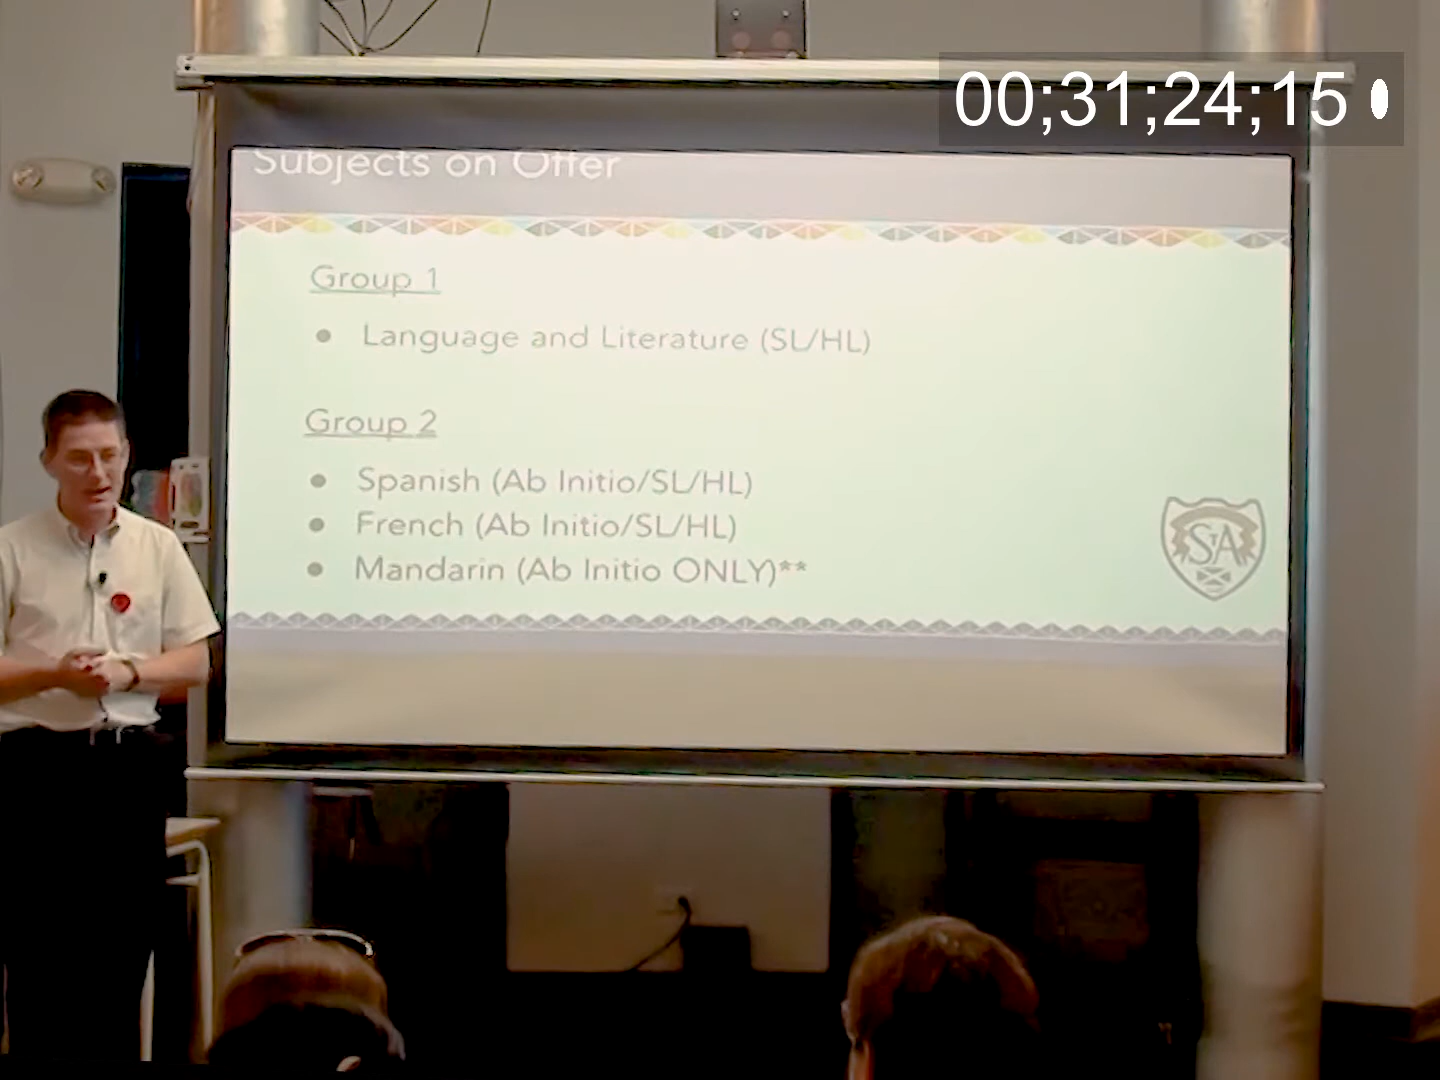 00;31;24;15
Subjects on Offer
Group 1
● Language and Literature (SL/HL)
Group 2
● Spanish (Ab Initio/SL/HL)
● French (Ab Initio/SL/HL)
● Mandarin (Ab Initio ONLY)**
STA